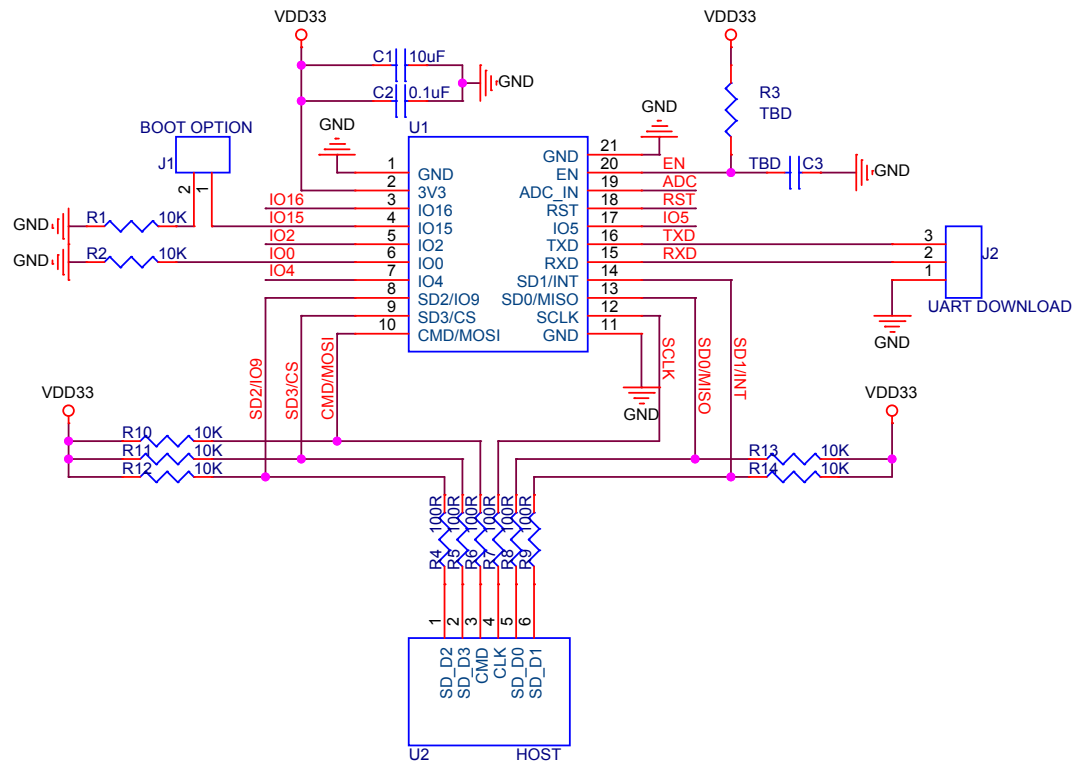 VDD33
VDD33
C1 10uF
C2 0.1uF
GND
R3
TBD
GND
GND
BOOT OPTION
J1
2
1
U1
1 GND
2 3V3
3 IO16
4 IO15
5 IO2
6 IO0
7 IO4
8 SD2/IO9
9 SD3/CS
10 CMD/MOSI
GND 21
EN 20
ADC_IN 19
RST 18
IO5 17
TXD 16
RXD 15
SD1/INT 14
SD0/MISO 13
SCLK 12
GND 11
EN
ADC
RST
IO5
TXD
RXD
TBD C3
GND
IO16
IO15
IO2
IO0
IO4
GND R1 10K
GND R2 10K
3
2
1
J2
UART DOWNLOAD
GND
SD2/IO9
SD3/CS
CMD/MOSI
SCLK
SD0/MISO
SD1/INT
GND
VDD33
VDD33
R10 10K
R11 10K
R12 10K
R13 10K
R14 10K
R4 100R
R5 100R
R6 100R
R7 100R
R8 100R
R9 100R
1
2
3
4
5
6
SD_D2
SD_D3
CMD
CLK
SD_D0
SD_D1
U2 HOST